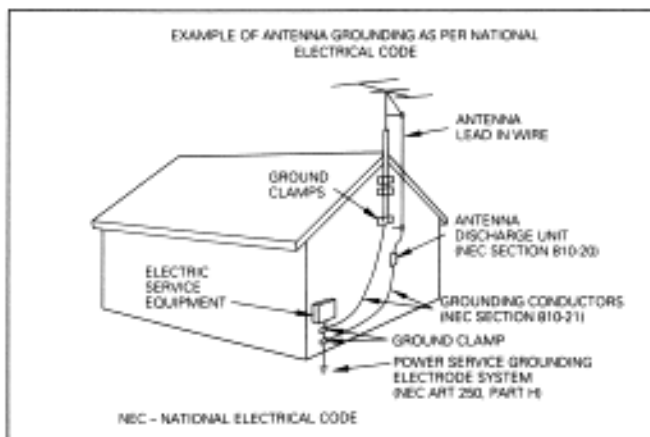 EXAMPLE OF ANTENNA GROUNDING AS PER NATIONAL
ELECTRICAL CODE
ANTENNA
LEAD IN WIRE
GROUND
CLAMPS
ANTENNA
DISCHARGE UNIT
(NEC SECTION 810-20)
ELECTRIC
SERVICE
EQUIPMENT
GROUNDING CONDUCTORS
(NEC SECTION 810-21)
GROUND CLAMP
POWER SERVICE GROUNDING
ELECTRODE SYSTEM
(NEC ART 250, PART H)
NEC – NATIONAL ELECTRICAL CODE